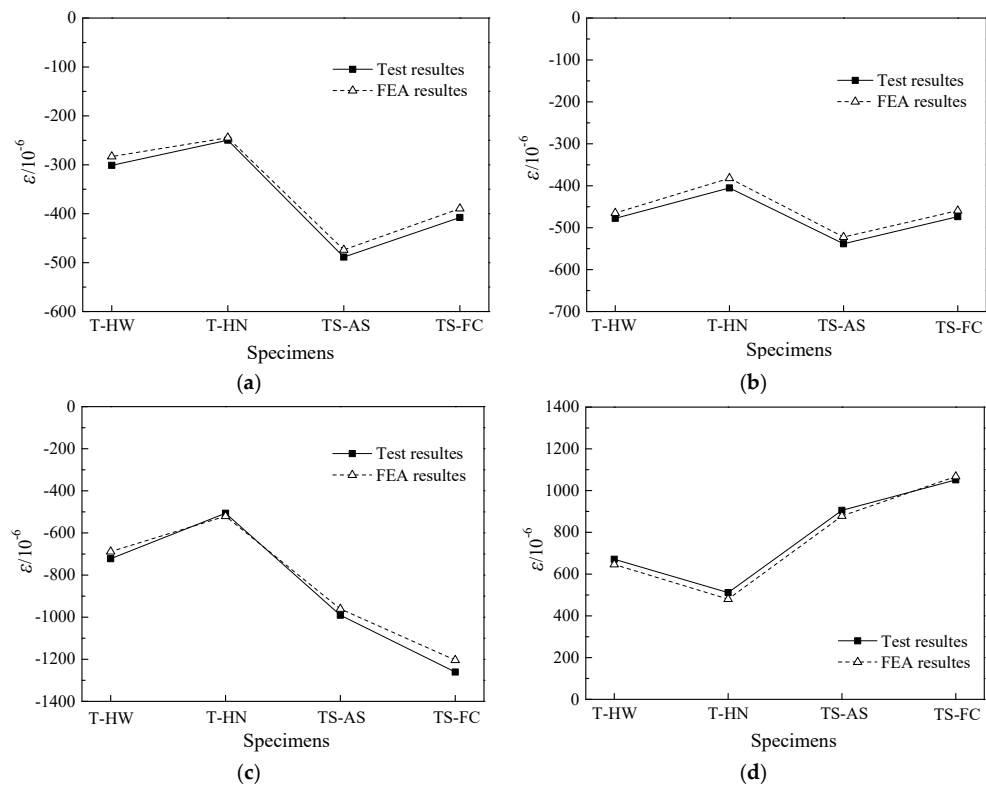 0
-100
-200
-300
-400
-500
-600
ε/10⁻⁶
Test resultes
FEA resultes
T-HW T-HN TS-AS TS-FC
Specimens
(a)
0
-100
-200
-300
-400
-500
-600
-700
ε/10⁻⁶
Test resultes
FEA resultes
T-HW T-HN TS-AS TS-FC
Specimens
(b)
0
-200
-400
-600
-800
-1000
-1200
-1400
ε/10⁻⁶
Test resultes
FEA resultes
T-HW T-HN TS-AS TS-FC
Specimens
(c)
1400
1200
1000
800
600
400
200
0
ε/10⁻⁶
Test resultes
FEA resultes
T-HW T-HN TS-AS TS-FC
Specimens
(d)